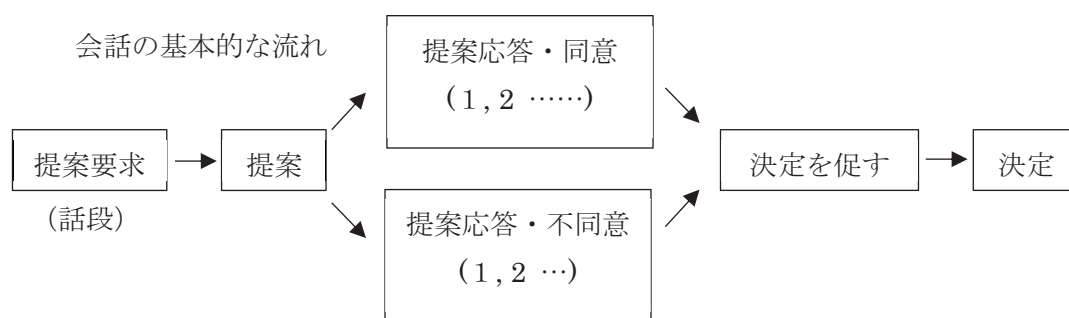 会話の基本的な流れ
提案応答・同意
(1,2 ……)
提案要求
提案
決定を促す
決定
(話段)
提案応答・不同意
(1,2 …)